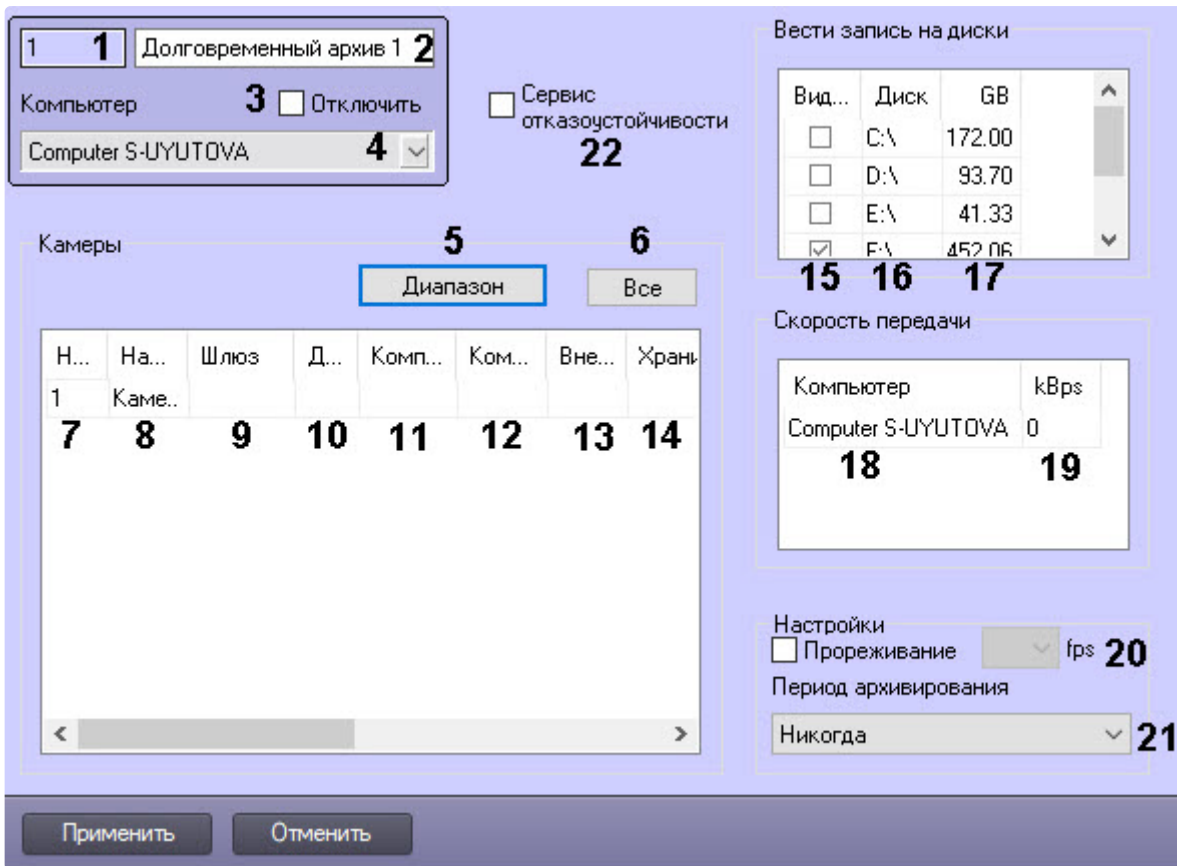 1 1 Долговременный архив 1 2
Компьютер 3 Отключить
Computer S-UYUTOVA 4
Сервис
отказоустойчивости
22
Вести запись на диски
Вид... Диск GB
C:\ 172.00
D:\ 93.70
E:\ 41.33
F:\ 452.06
15 16 17
Камеры 5 6
Диапазон Все
Н... На... Шлюз Д... Комп... Ком... Вне... Храни
1 Каме..
7 8 9 10 11 12 13 14
Скорость передачи
Компьютер kBps
Computer S-UYUTOVA 0
18 19
Настройки
Прореживание fps 20
Период архивирования
Никогда 21
Применить Отменить